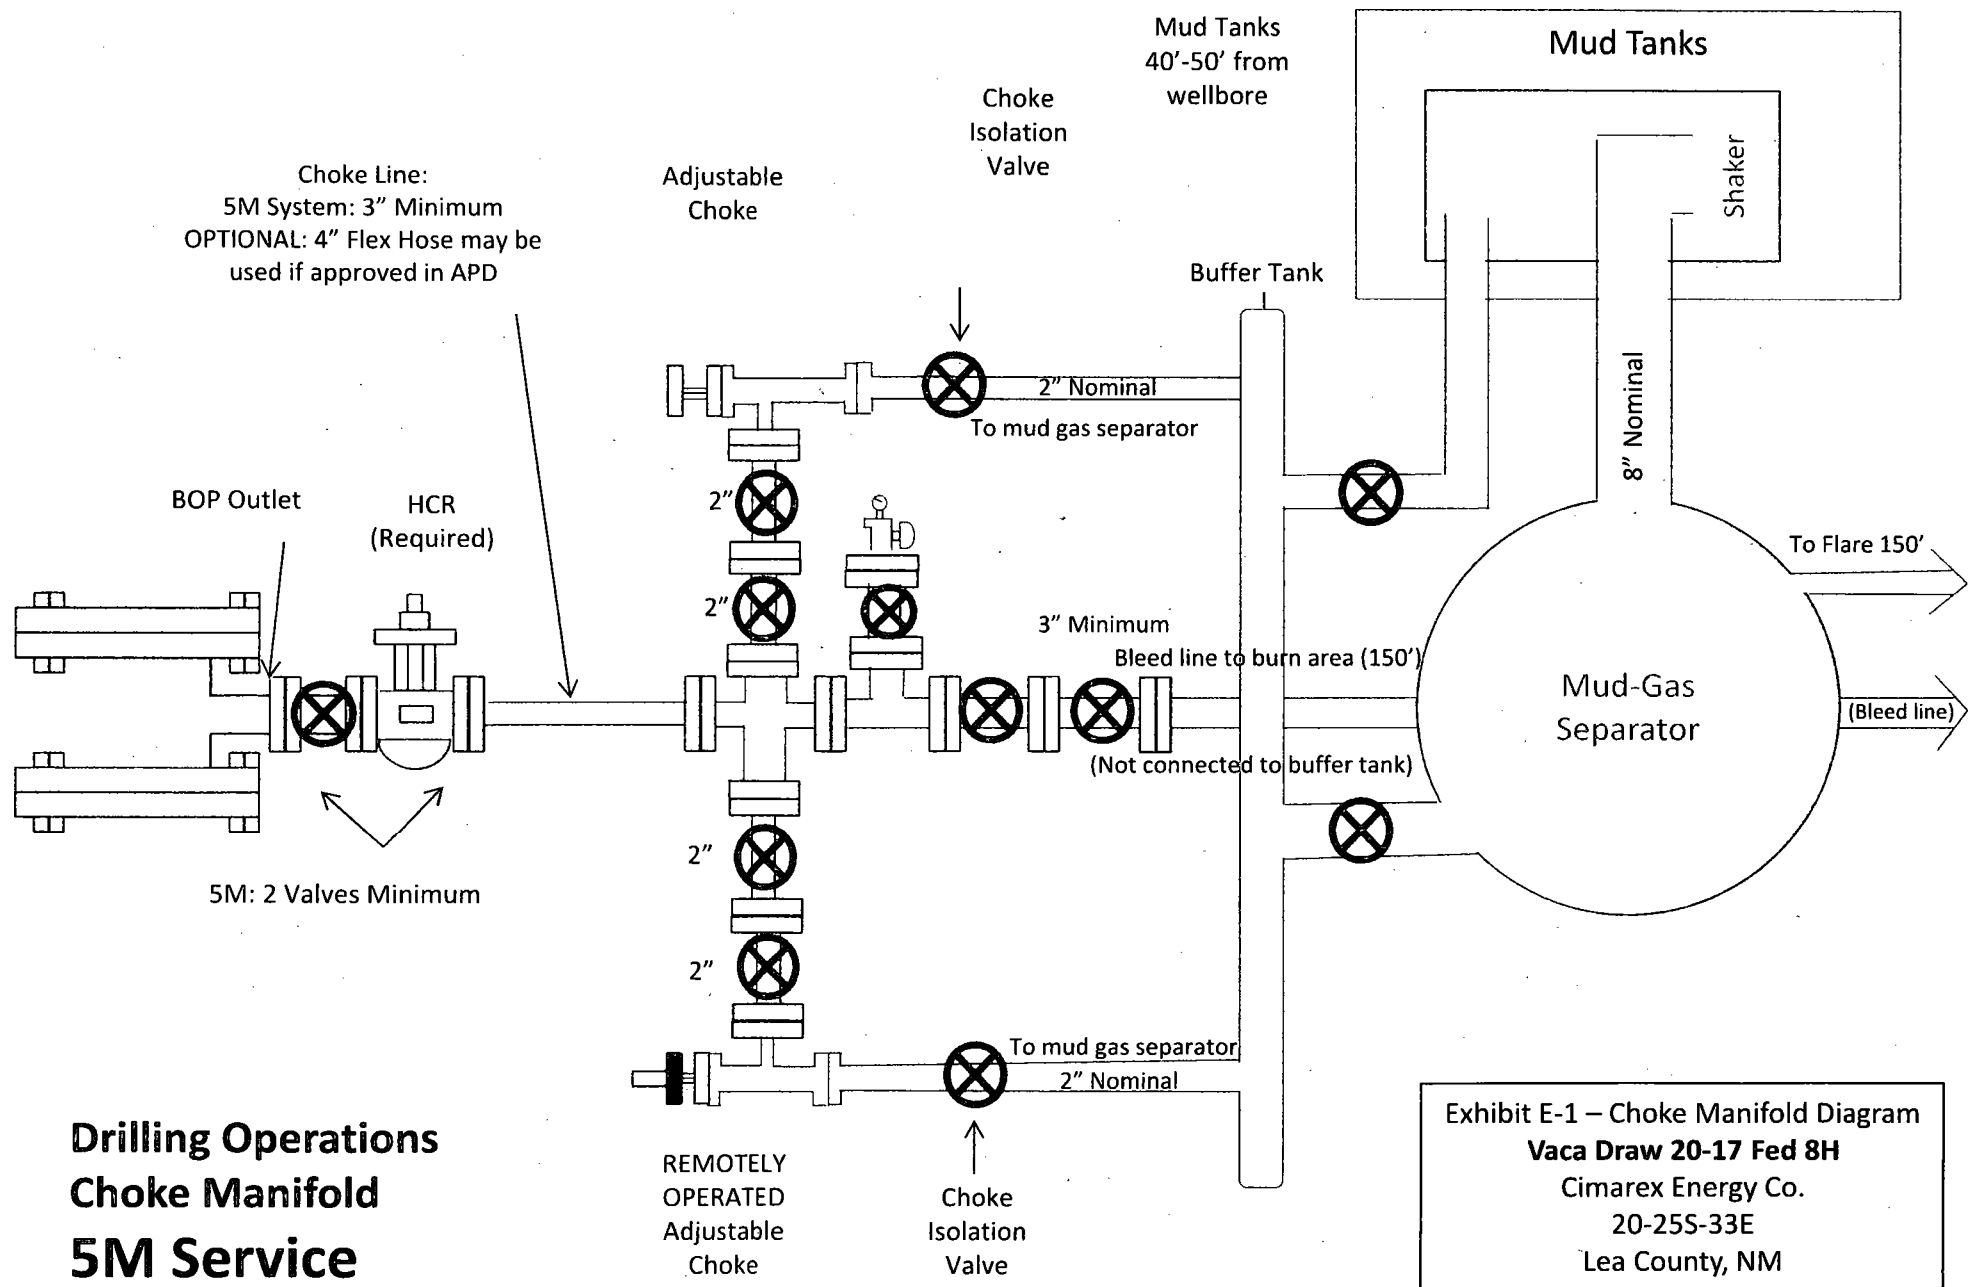 Mud Tanks
40’-50’ from
wellbore
Mud Tanks
Shaker
Choke
Isolation
Valve
Choke Line:
5M System: 3” Minimum
OPTIONAL: 4” Flex Hose may be
used if approved in APD
Adjustable
Choke
Buffer Tank
2” Nominal
To mud gas separator
8” Nominal
BOP Outlet
HCR
(Required)
2”
2”
To Flare 150’
3” Minimum
Bleed line to burn area (150’)
Mud-Gas
Separator
(Bleed line)
(Not connected to buffer tank)
5M: 2 Valves Minimum
2”
2”
To mud gas separator
2” Nominal
REMOTELY
OPERATED
Adjustable
Choke
Choke
Isolation
Valve
Drilling Operations
Choke Manifold
5M Service
Exhibit E-1 – Choke Manifold Diagram
Vaca Draw 20-17 Fed 8H
Cimarex Energy Co.
20-25S-33E
Lea County, NM